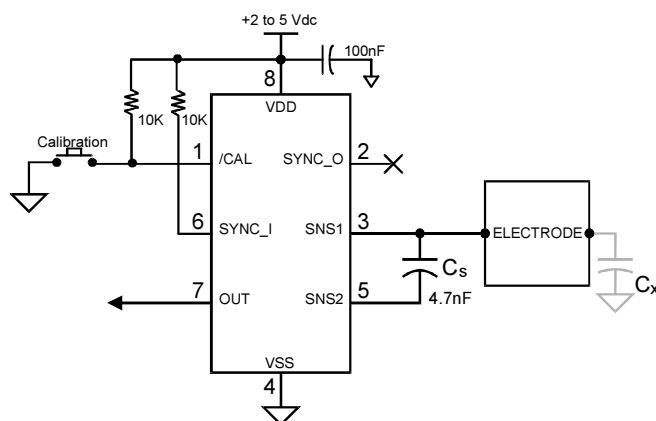 +2 to 5 Vdc
100nF
8
VDD
10K
10K
Calibration
1
/CAL
SYNC_O
2
6
SYNC_I
SNS1
3
ELECTRODE
Cs
4.7nF
Cx
7
OUT
SNS2
5
VSS
4